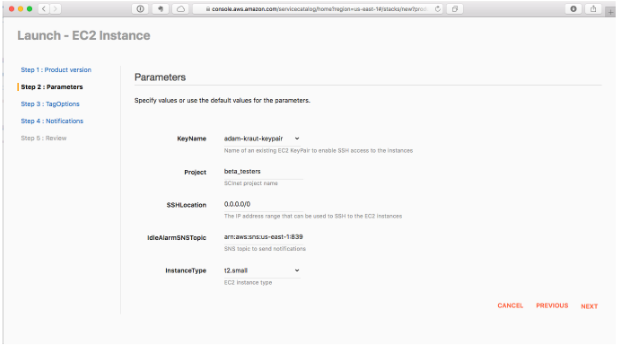 console.aws.amazon.com/servicecatalog/home?region=us-east-1#/stacks/new?prod
Launch - EC2 Instance
Step 1 : Product version
Step 2 : Parameters
Step 3 : TagOptions
Step 4 : Notifications
Step 5 : Review
Parameters
Specify values or use the default values for the parameters.
KeyName adam-kraut-keypair
Name of an existing EC2 KeyPair to enable SSH access to the instances
Project beta_testers
SCInet project name
SSHLocation 0.0.0.0/0
The IP address range that can be used to SSH to the EC2 instances
IdleAlarmSNSTopic arn:aws:sns:us-east-1:839
SNS topic to send notifications
InstanceType t2.small
EC2 instance type
CANCEL PREVIOUS NEXT